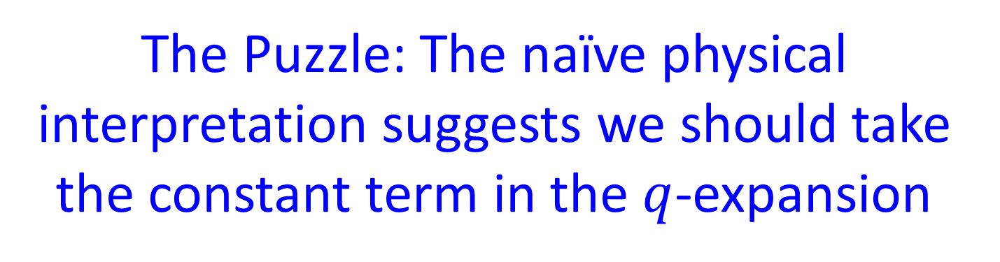 The Puzzle: The naïve physical
interpretation suggests we should take
the constant term in the q-expansion